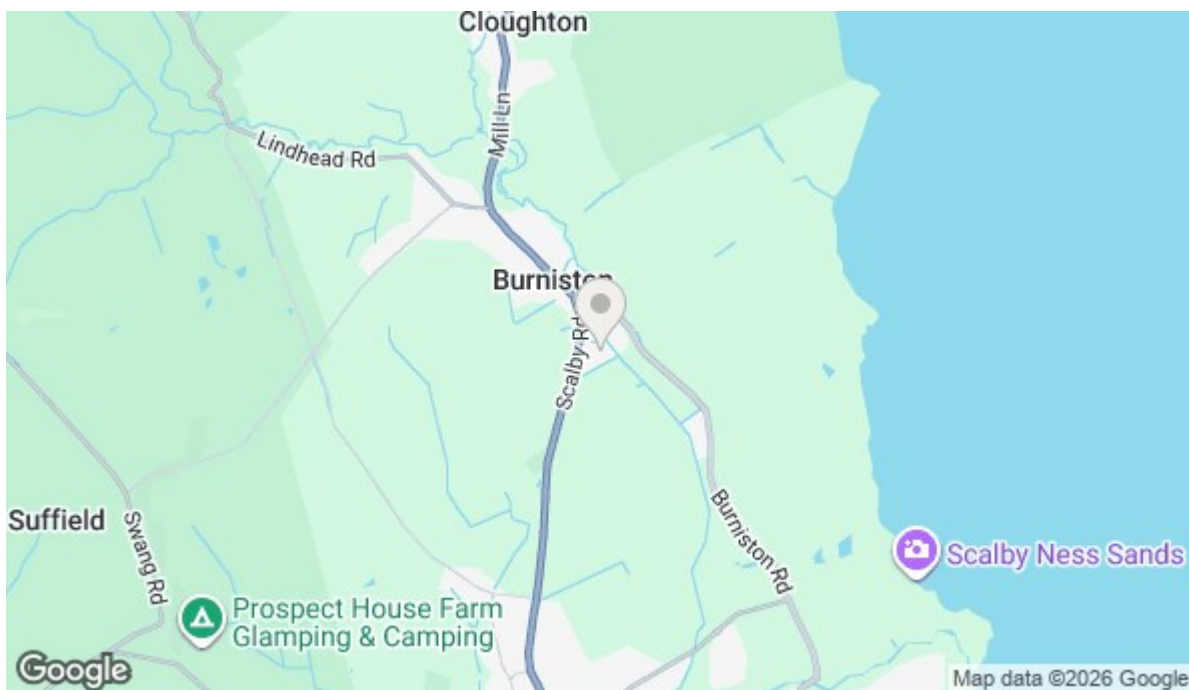 Cloughton
Mill Ln
Lindhead Rd
Burniston
Scalby Rd
Suffield
Swang Rd
Burniston Rd
Scalby Ness Sands
Prospect House Farm
Glamping & Camping
Google
Map data ©2026 Google